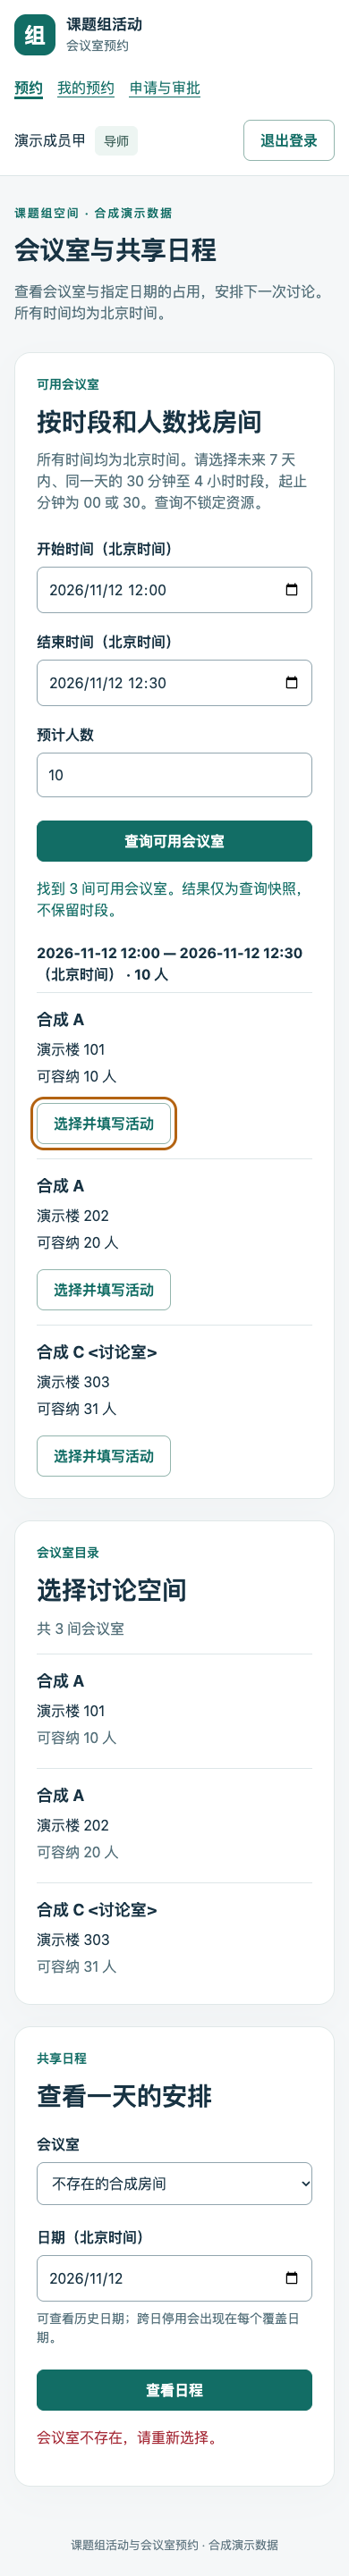 组
课题组活动
会议室预约
预约 我的预约 申请与审批
演示成员甲 导师 退出登录
课题组空间 · 合成演示数据
会议室与共享日程
查看会议室与指定日期的占用，安排下一次讨论。
所有时间均为北京时间。
可用会议室
按时段和人数找房间
所有时间均为北京时间。请选择未来 7 天
内、同一天的 30 分钟至 4 小时时段，起止
分钟为 00 或 30。查询不锁定资源。
开始时间（北京时间）
2026/11/12 12:00
结束时间（北京时间）
2026/11/12 12:30
预计人数
10
查询可用会议室
找到 3 间可用会议室。结果仅为查询快照，
不保留时段。
2026-11-12 12:00 — 2026-11-12 12:30
（北京时间） · 10 人
合成 A
演示楼 101
可容纳 10 人
选择并填写活动
合成 A
演示楼 202
可容纳 20 人
选择并填写活动
合成 C <讨论室>
演示楼 303
可容纳 31 人
选择并填写活动
会议室目录
选择讨论空间
共 3 间会议室
合成 A
演示楼 101
可容纳 10 人
合成 A
演示楼 202
可容纳 20 人
合成 C <讨论室>
演示楼 303
可容纳 31 人
共享日程
查看一天的安排
会议室
不存在的合成房间
日期（北京时间）
2026/11/12
可查看历史日期；跨日停用会出现在每个覆盖日
期。
查看日程
会议室不存在，请重新选择。
课题组活动与会议室预约 · 合成演示数据